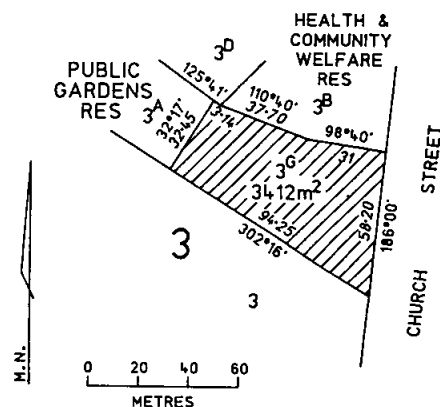 HEALTH &
COMMUNITY
WELFARE
RES
3D
125°41'
PUBLIC
GARDENS
RES
3A
32°17'
32·45
3·14
110°40'
37·70
3B
98°40'
31
3G
3412m²
94·25
302°16'
58·20
186°00'
CHURCH STREET
3
3
M.N.
0 20 40 60
METRES